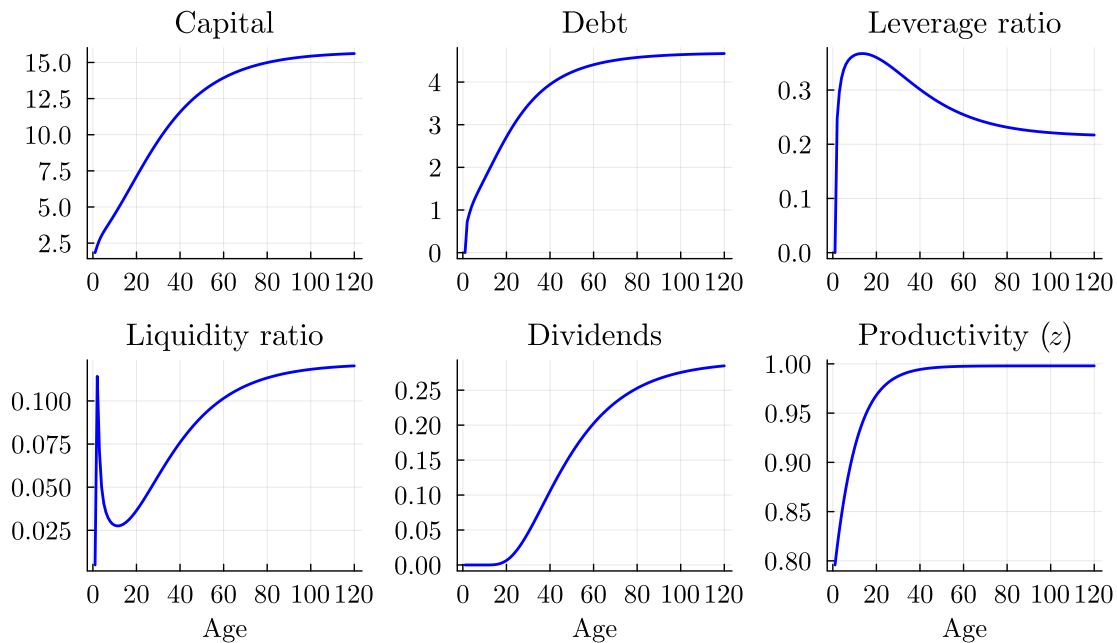 Capital
15.0
12.5
10.0
7.5
5.0
2.5
0 20 40 60 80 100 120
Debt
4
3
2
1
0
0 20 40 60 80 100 120
Leverage ratio
0.3
0.2
0.1
0.0
0 20 40 60 80 100 120
Liquidity ratio
0.100
0.075
0.050
0.025
0 20 40 60 80 100 120
Age
Dividends
0.25
0.20
0.15
0.10
0.05
0.00
0 20 40 60 80 100 120
Age
Productivity (z)
1.00
0.95
0.90
0.85
0.80
0 20 40 60 80 100 120
Age